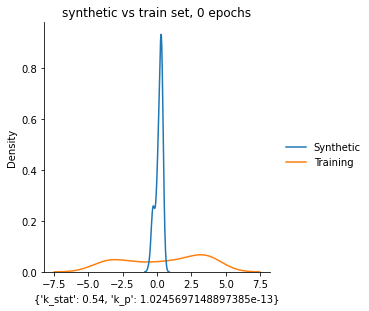 synthetic vs train set, 0 epochs
Density
0.8
0.6
0.4
0.2
0.0
−7.5 −5.0 −2.5 0.0 2.5 5.0 7.5
{'k_stat': 0.54, 'k_p': 1.0245697148897385e-13}
Synthetic
Training